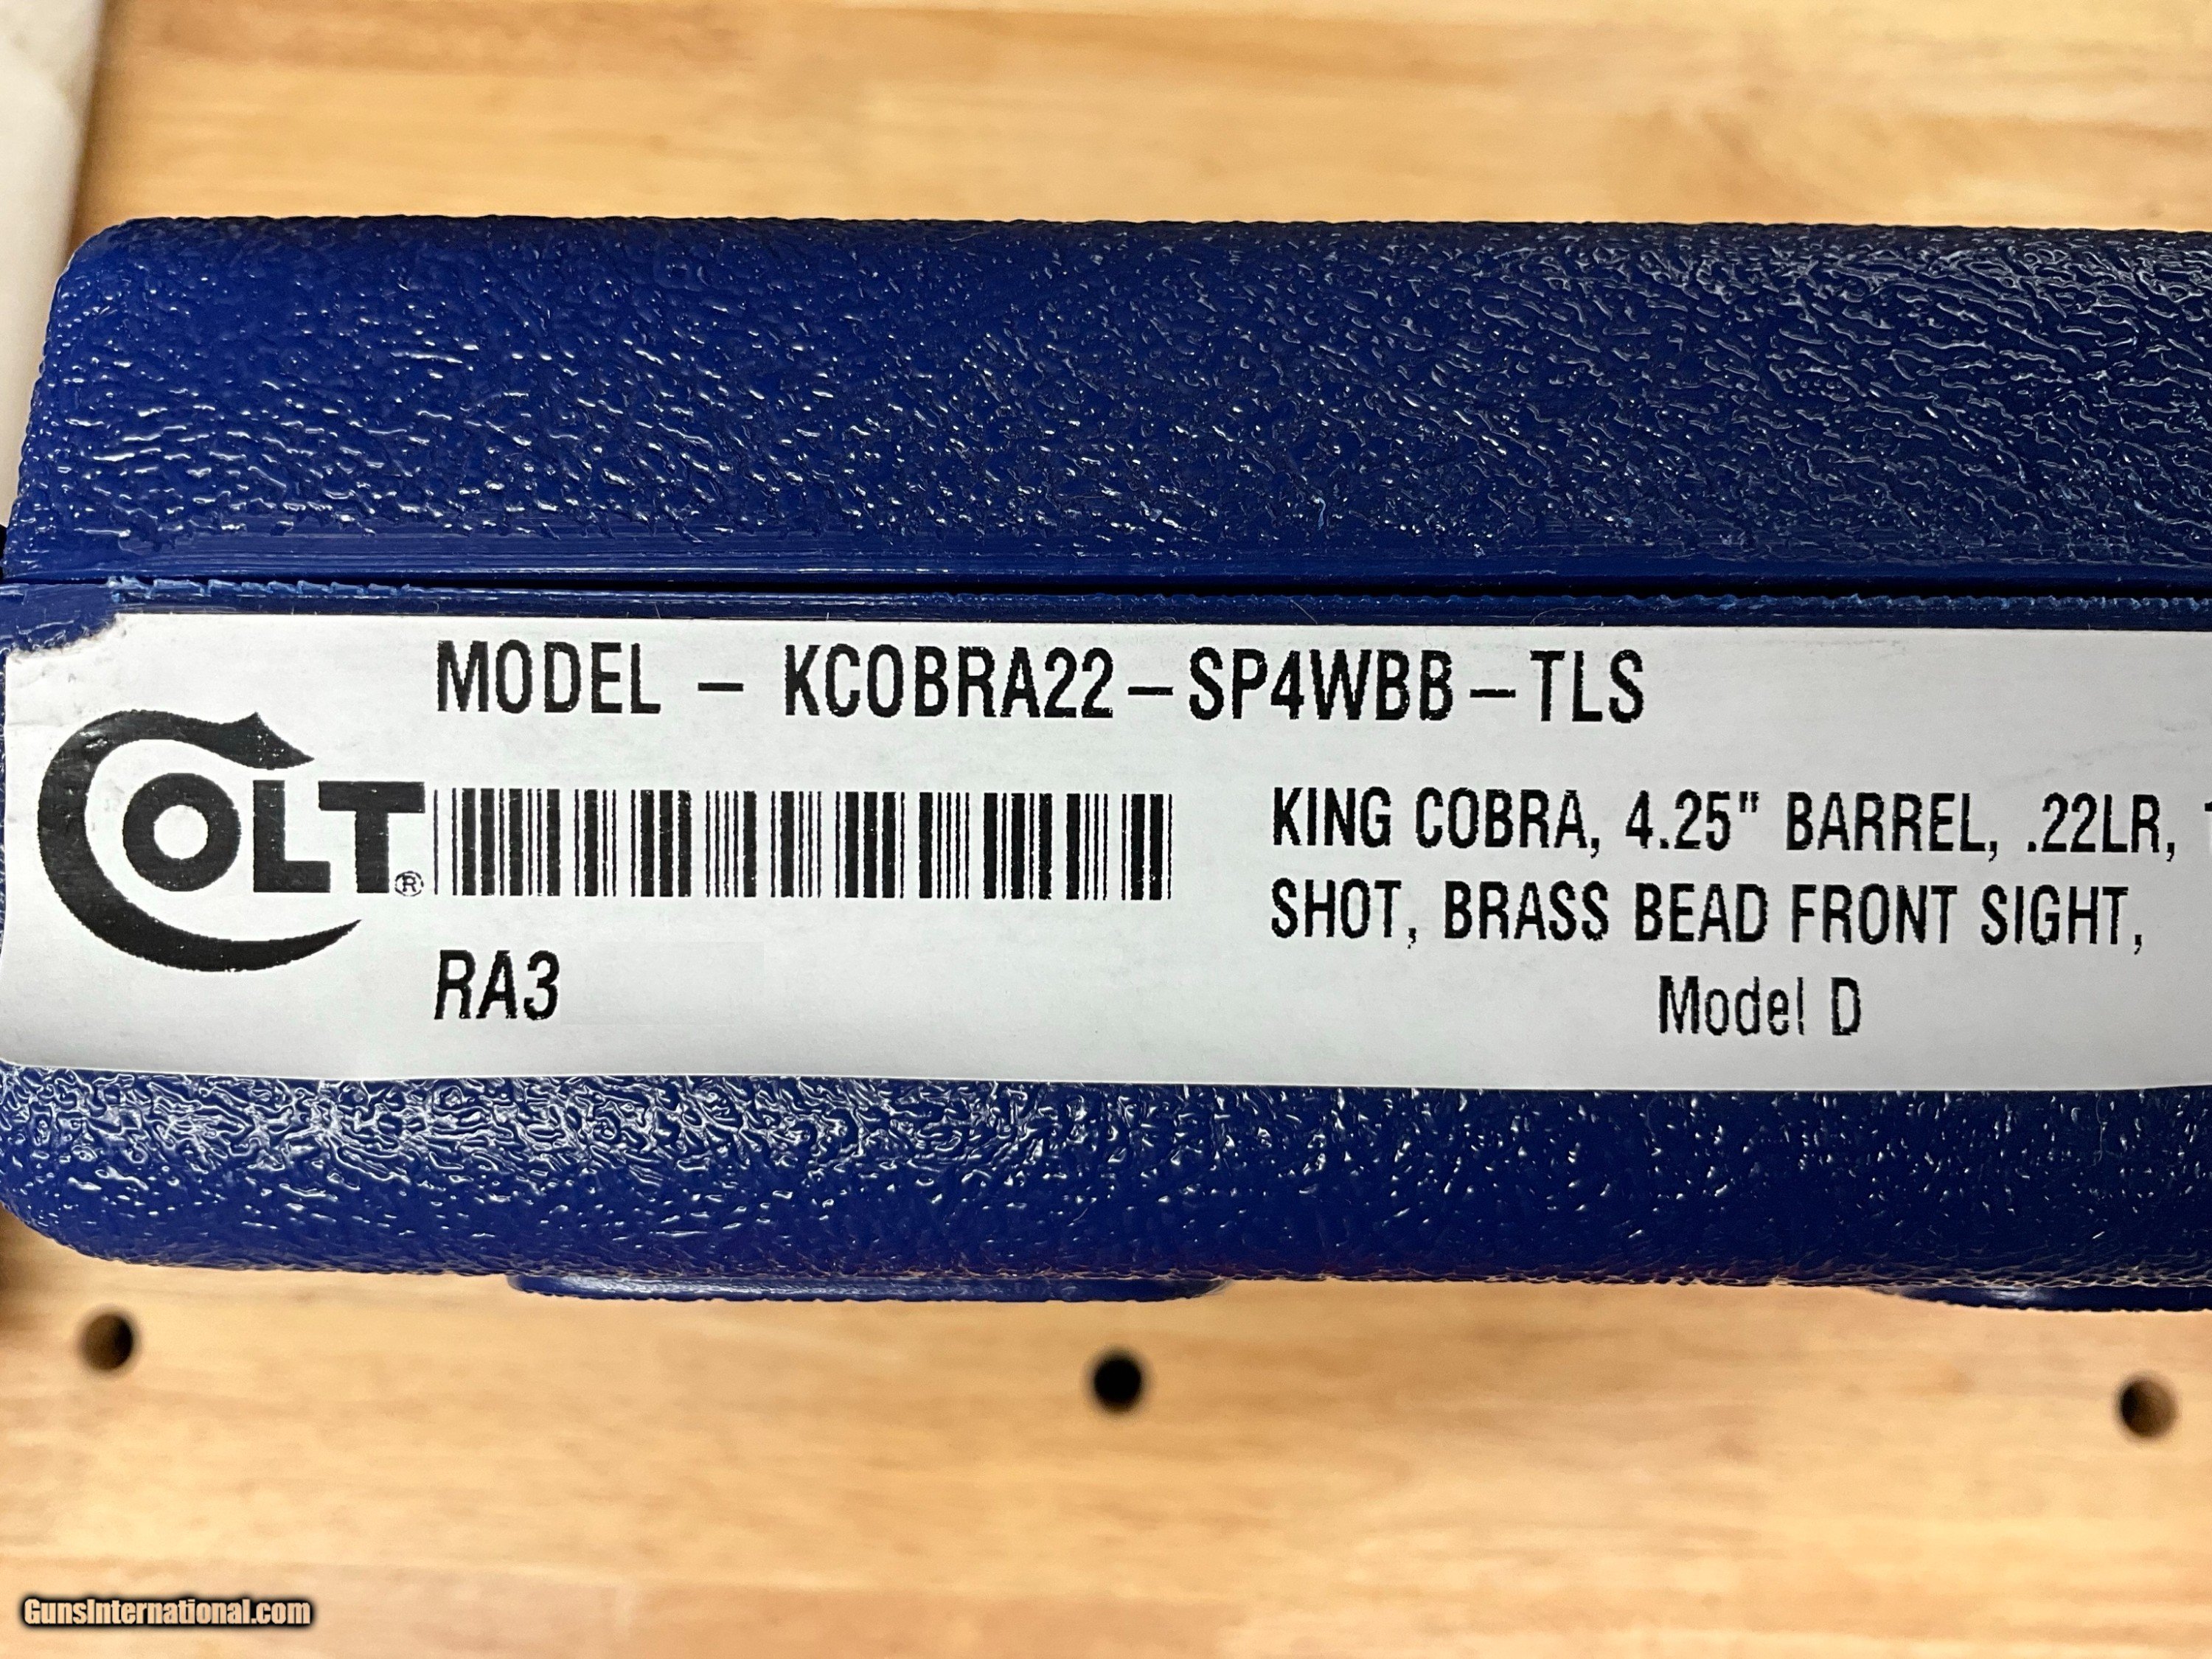 MODEL – KCOBRA22–SP4WBB–TLS
COLT®
KING COBRA, 4.25" BARREL, .22LR,
SHOT, BRASS BEAD FRONT SIGHT,
RA3
Model D
GunsInternational.com